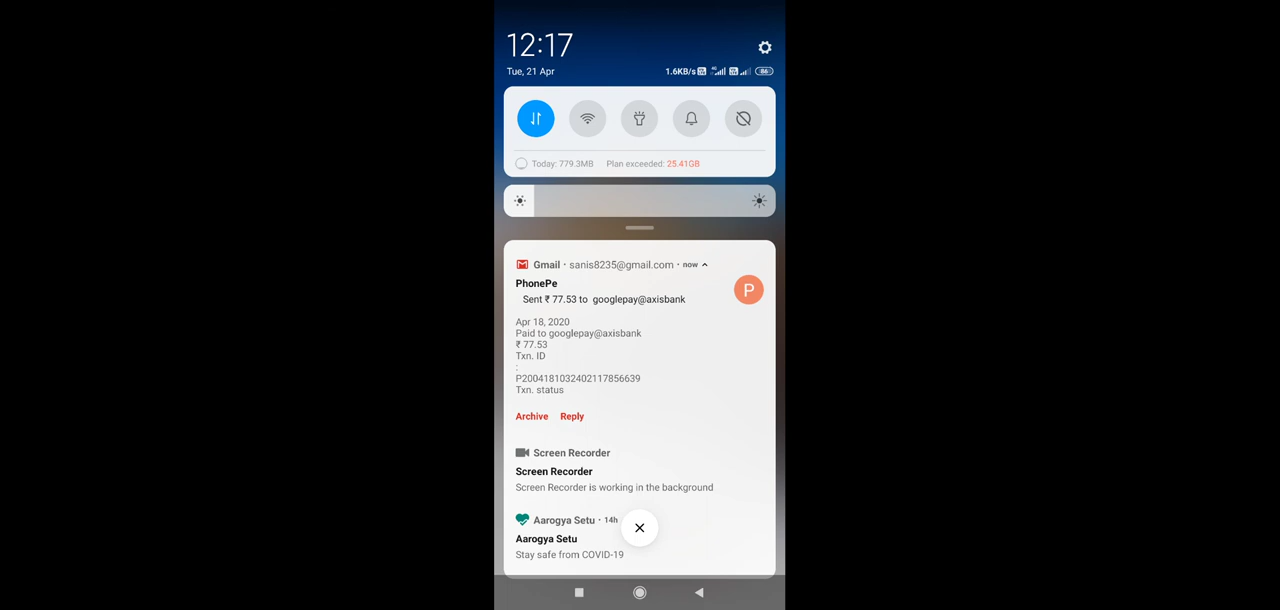 12:17
Tue, 21 Apr
1.6KB/s
Today: 779.3MB Plan exceeded: 25.41GB
Gmail · sanis8235@gmail.com · now
PhonePe
P
Sent ₹ 77.53 to googlepay@axisbank
Apr 18, 2020
Paid to googlepay@axisbank
₹ 77.53
Txn. ID
:
P2004181032402117856639
Txn. status
Archive Reply
Screen Recorder
Screen Recorder
Screen Recorder is working in the background
Aarogya Setu · 14h
Aarogya Setu
Stay safe from COVID-19